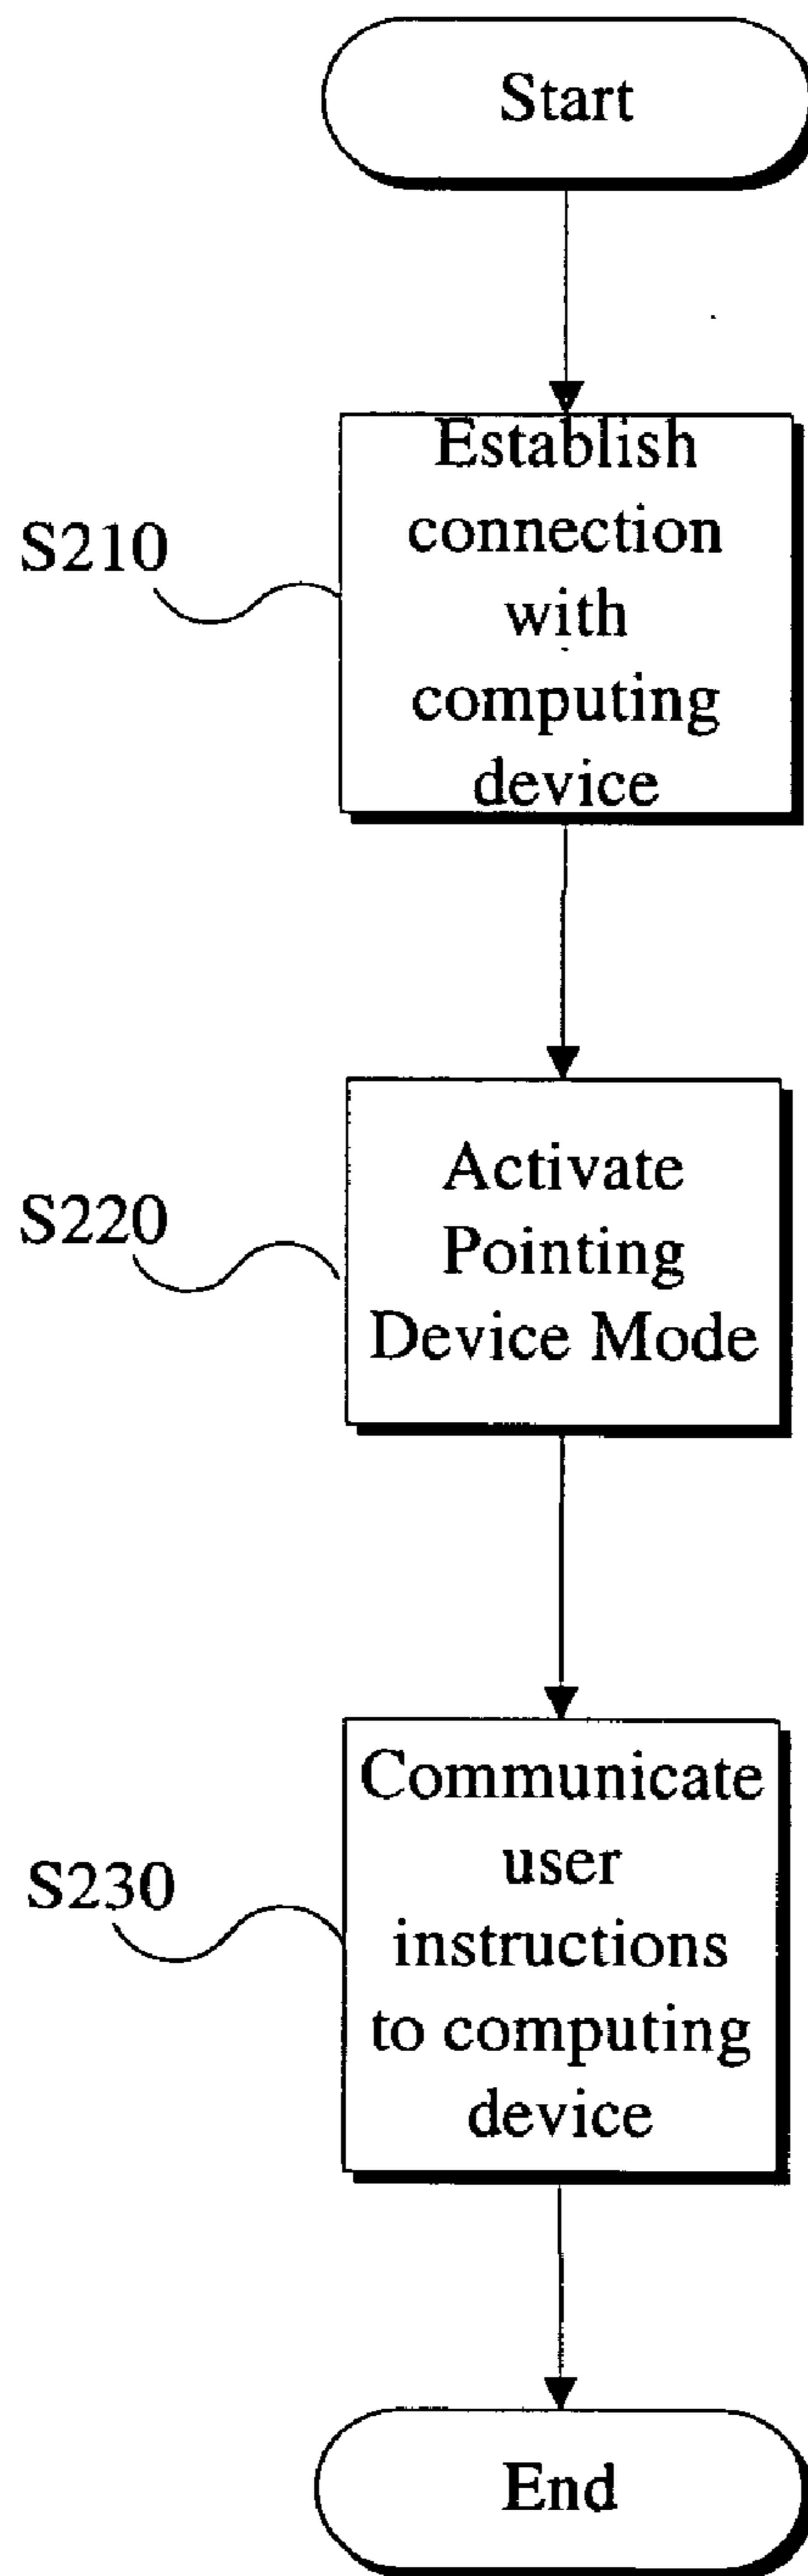 Start
S210
Establish
connection
with
computing
device
S220
Activate
Pointing
Device Mode
S230
Communicate
user
instructions
to computing
device
End